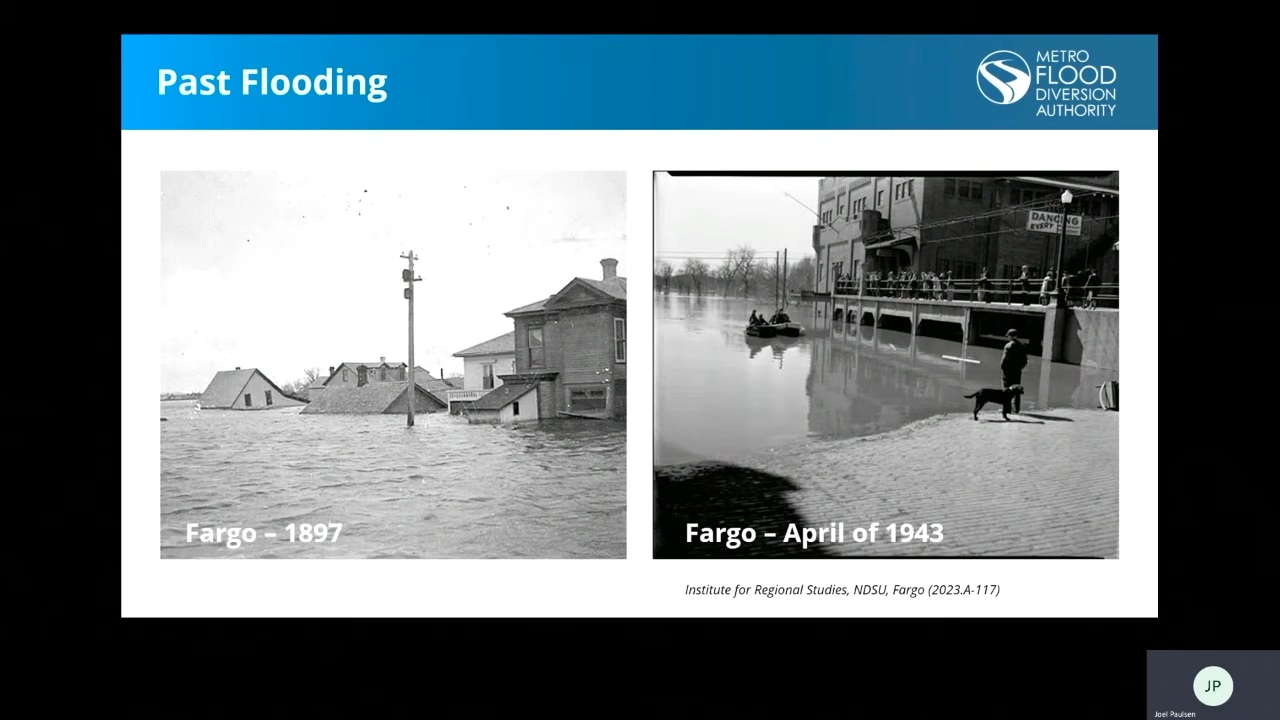 Past Flooding
METRO
FLOOD
DIVERSION
AUTHORITY
DANCING
EVERY
Fargo – 1897
Fargo – April of 1943
Institute for Regional Studies, NDSU, Fargo (2023.A-117)
JP
Joel Paulsen